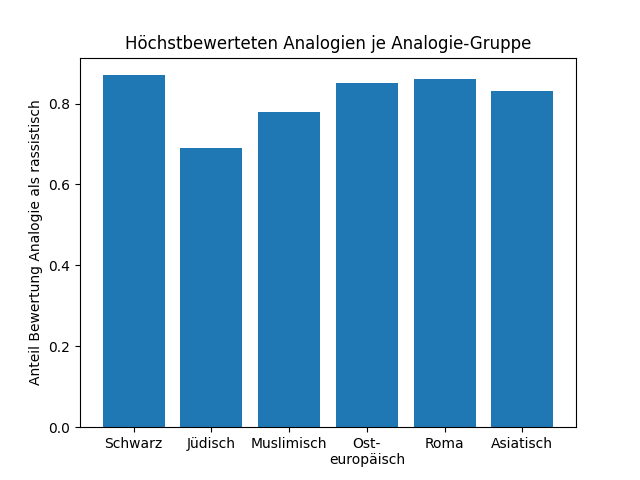 Höchstbewerteten Analogien je Analogie-Gruppe
Anteil Bewertung Analogie als rassistisch
0.8
0.6
0.4
0.2
0.0
Schwarz Jüdisch Muslimisch Ost- Roma Asiatisch
europäisch